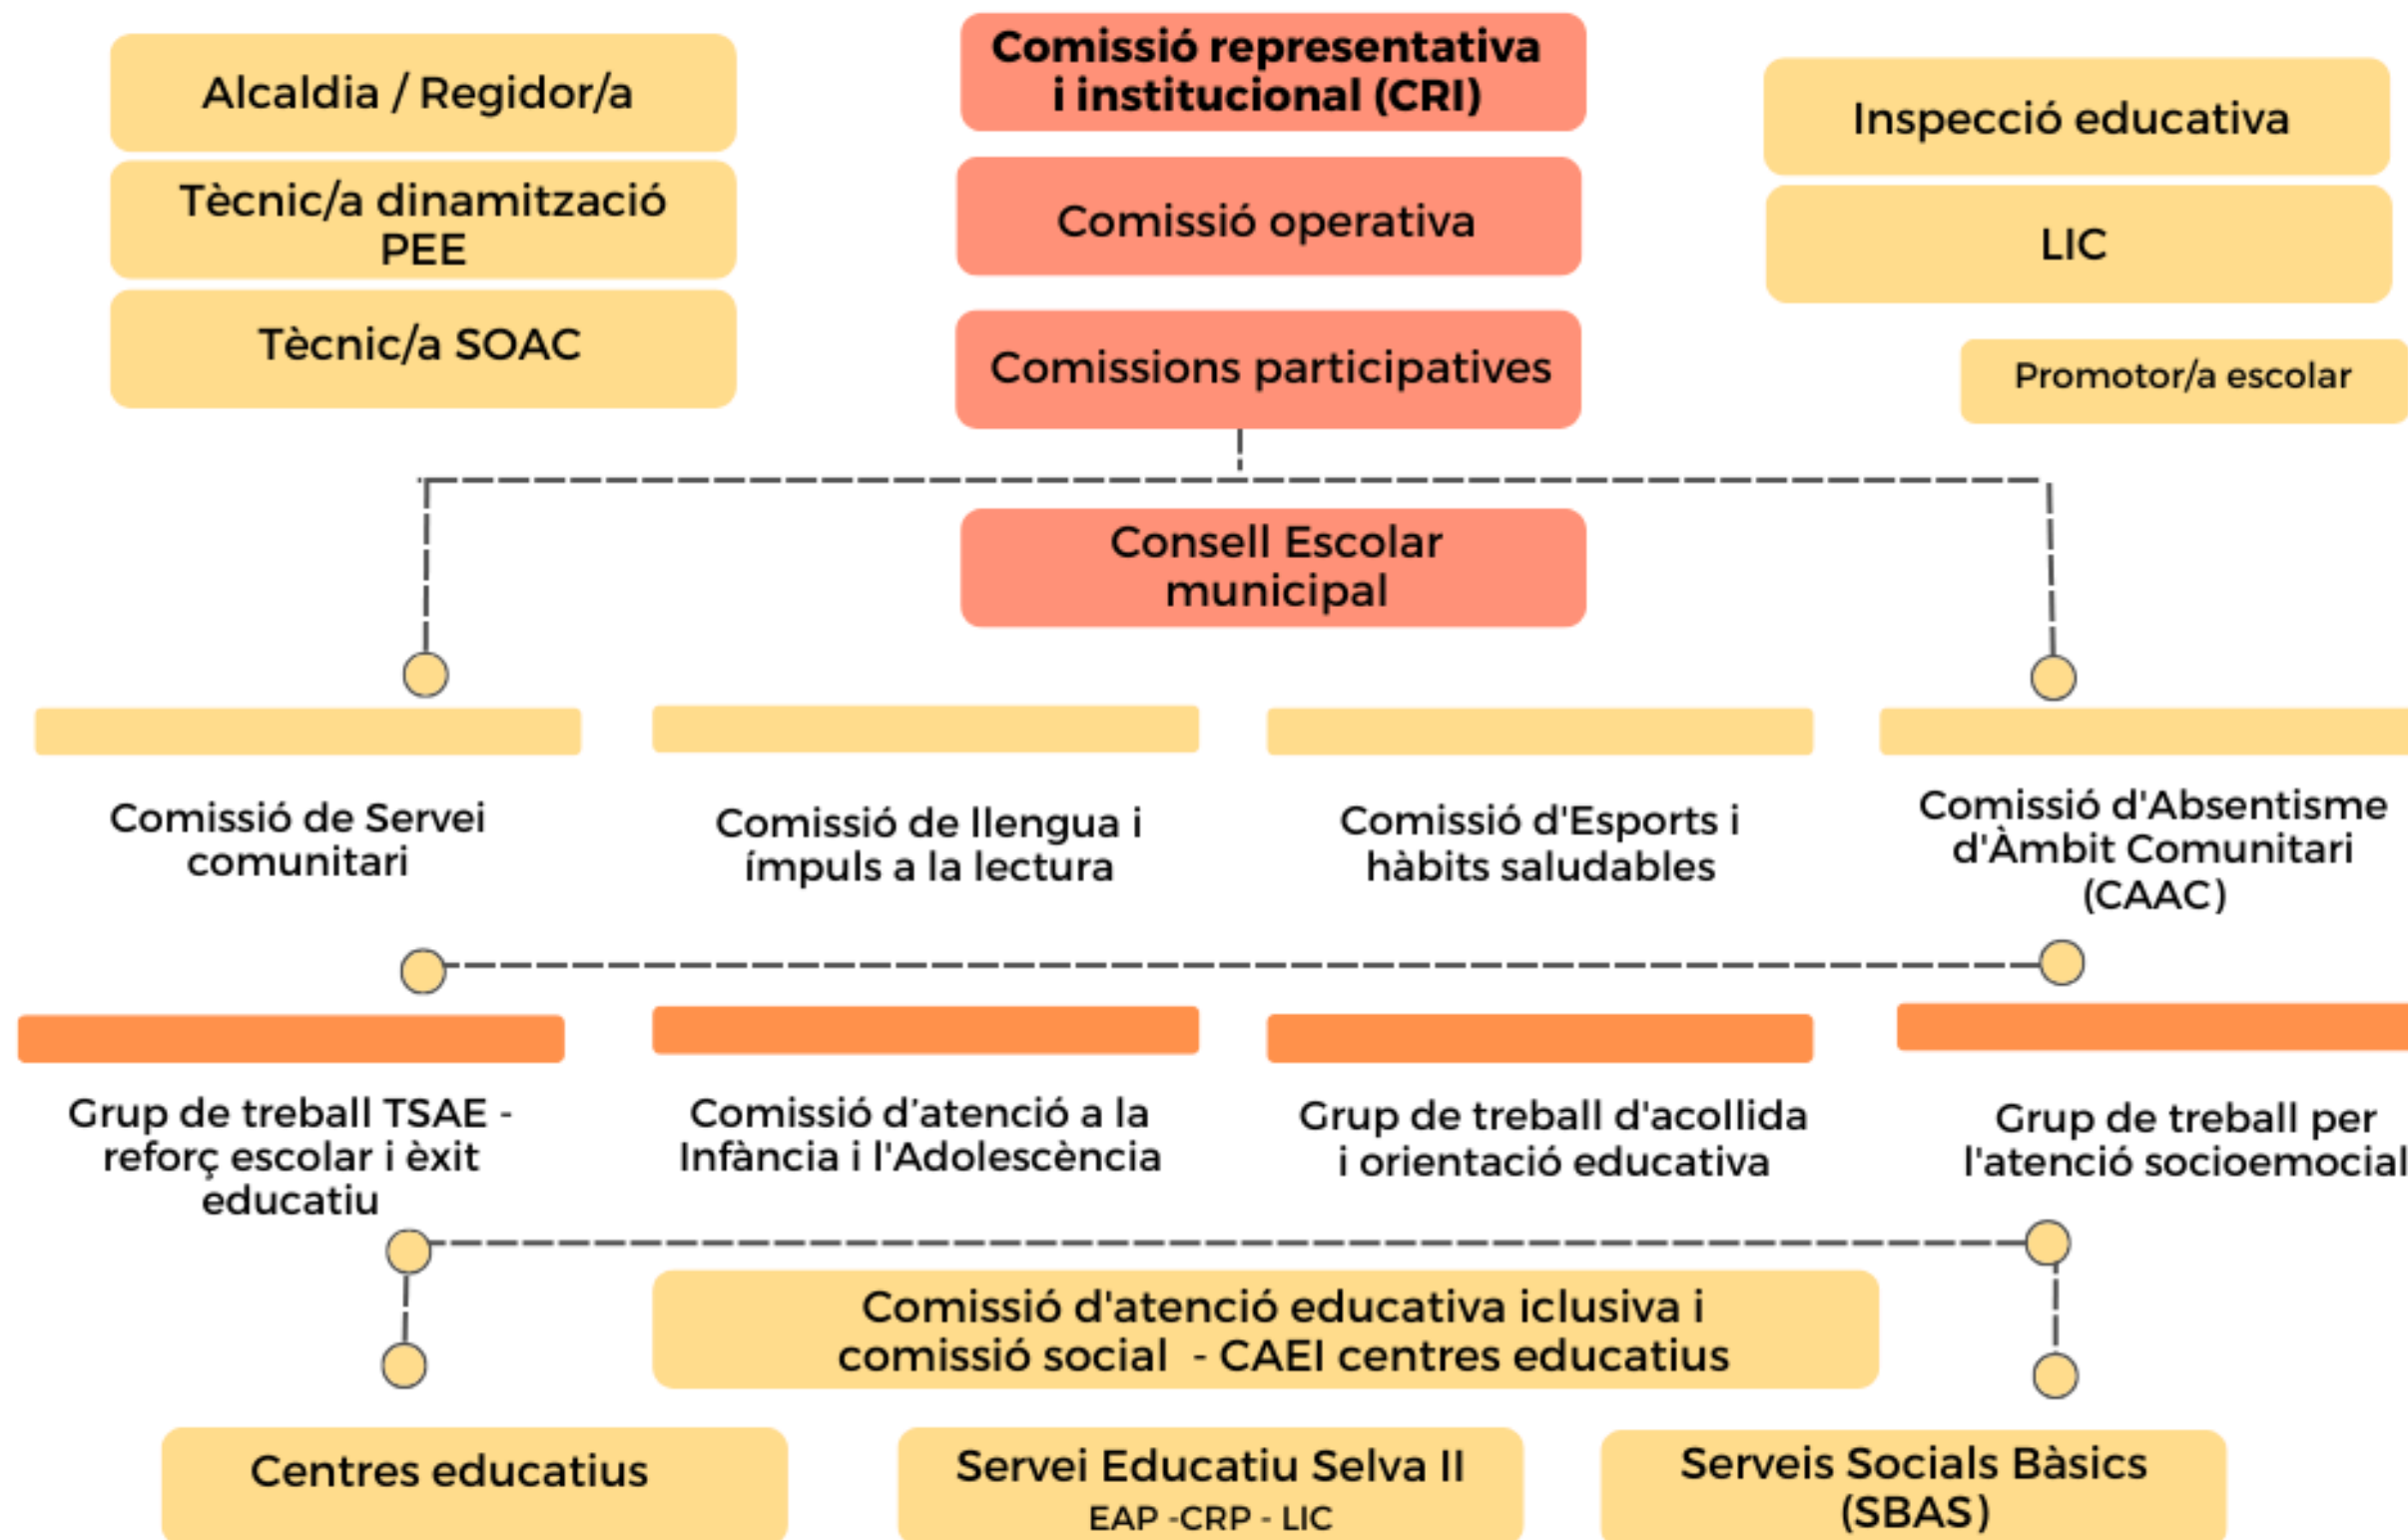 Alcaldia / Regidor/a
Tècnic/a dinamització
PEE
Tècnic/a SOAC
Comissió representativa
i institucional (CRI)
Comissió operativa
Comissions participatives
Inspecció educativa
LIC
Promotor/a escolar
Consell Escolar
municipal
Comissió de Servei
comunitari
Comissió de llengua i
ímpuls a la lectura
Comissió d'Esports i
hàbits saludables
Comissió d'Absentisme
d'Àmbit Comunitari
(CAAC)
Grup de treball TSAE -
reforç escolar i èxit
educatiu
Comissió d'atenció a la
Infància i l'Adolescència
Grup de treball d'acollida
i orientació educativa
Grup de treball per
l'atenció socioemocial
Comissió d'atenció educativa iclusiva i
comissió social - CAEI centres educatius
Centres educatius
Servei Educatiu Selva II
EAP -CRP - LIC
Serveis Socials Bàsics
(SBAS)